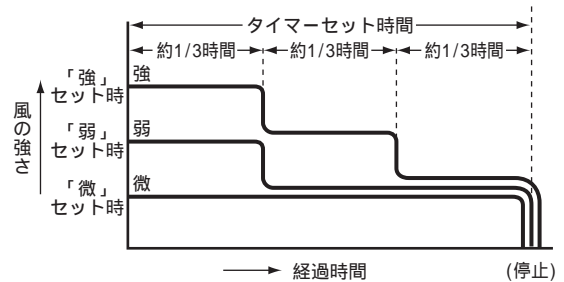 タイマーセット時間
約1/3時間 約1/3時間 約1/3時間
「強」
セット時
強
「弱」
セット時
弱
「微」
セット時
微
風の強さ
経過時間
(停止)